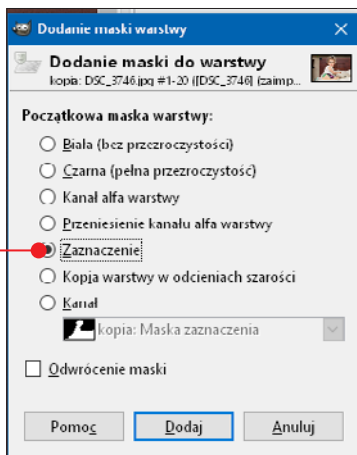 Dodanie maski warstwy
Dodanie maski do warstwy
kopia: DSC_3746.jpg #1-20 ([DSC_3746] (zaimp...
Początkowa maska warstwy:
Biała (bez przezroczystości)
Czarna (pełna przezroczystość)
Kanał alfa warstwy
Przeniesienie kanału alfa warstwy
Zaznaczenie
Kopja warstwy w odcieniach szarości
Kanał
kopia: Maska zaznaczenia
Odwrócenie maski
Pomoc Dodaj Anuluj